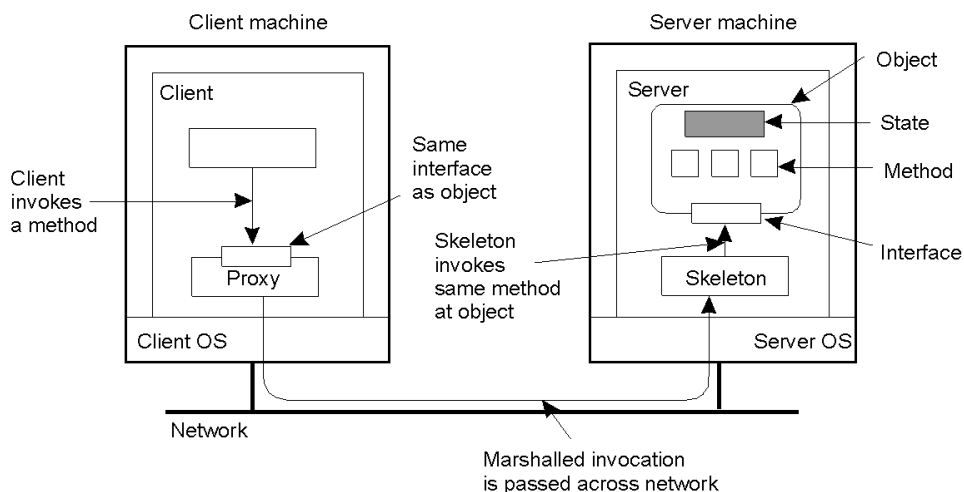 Client machine
Server machine
Client
Server
Object
State
Method
Interface
Client
invokes
a method
Same
interface
as object
Proxy
Skeleton
invokes
same method
at object
Skeleton
Client OS
Server OS
Network
Marshalled invocation
is passed across network